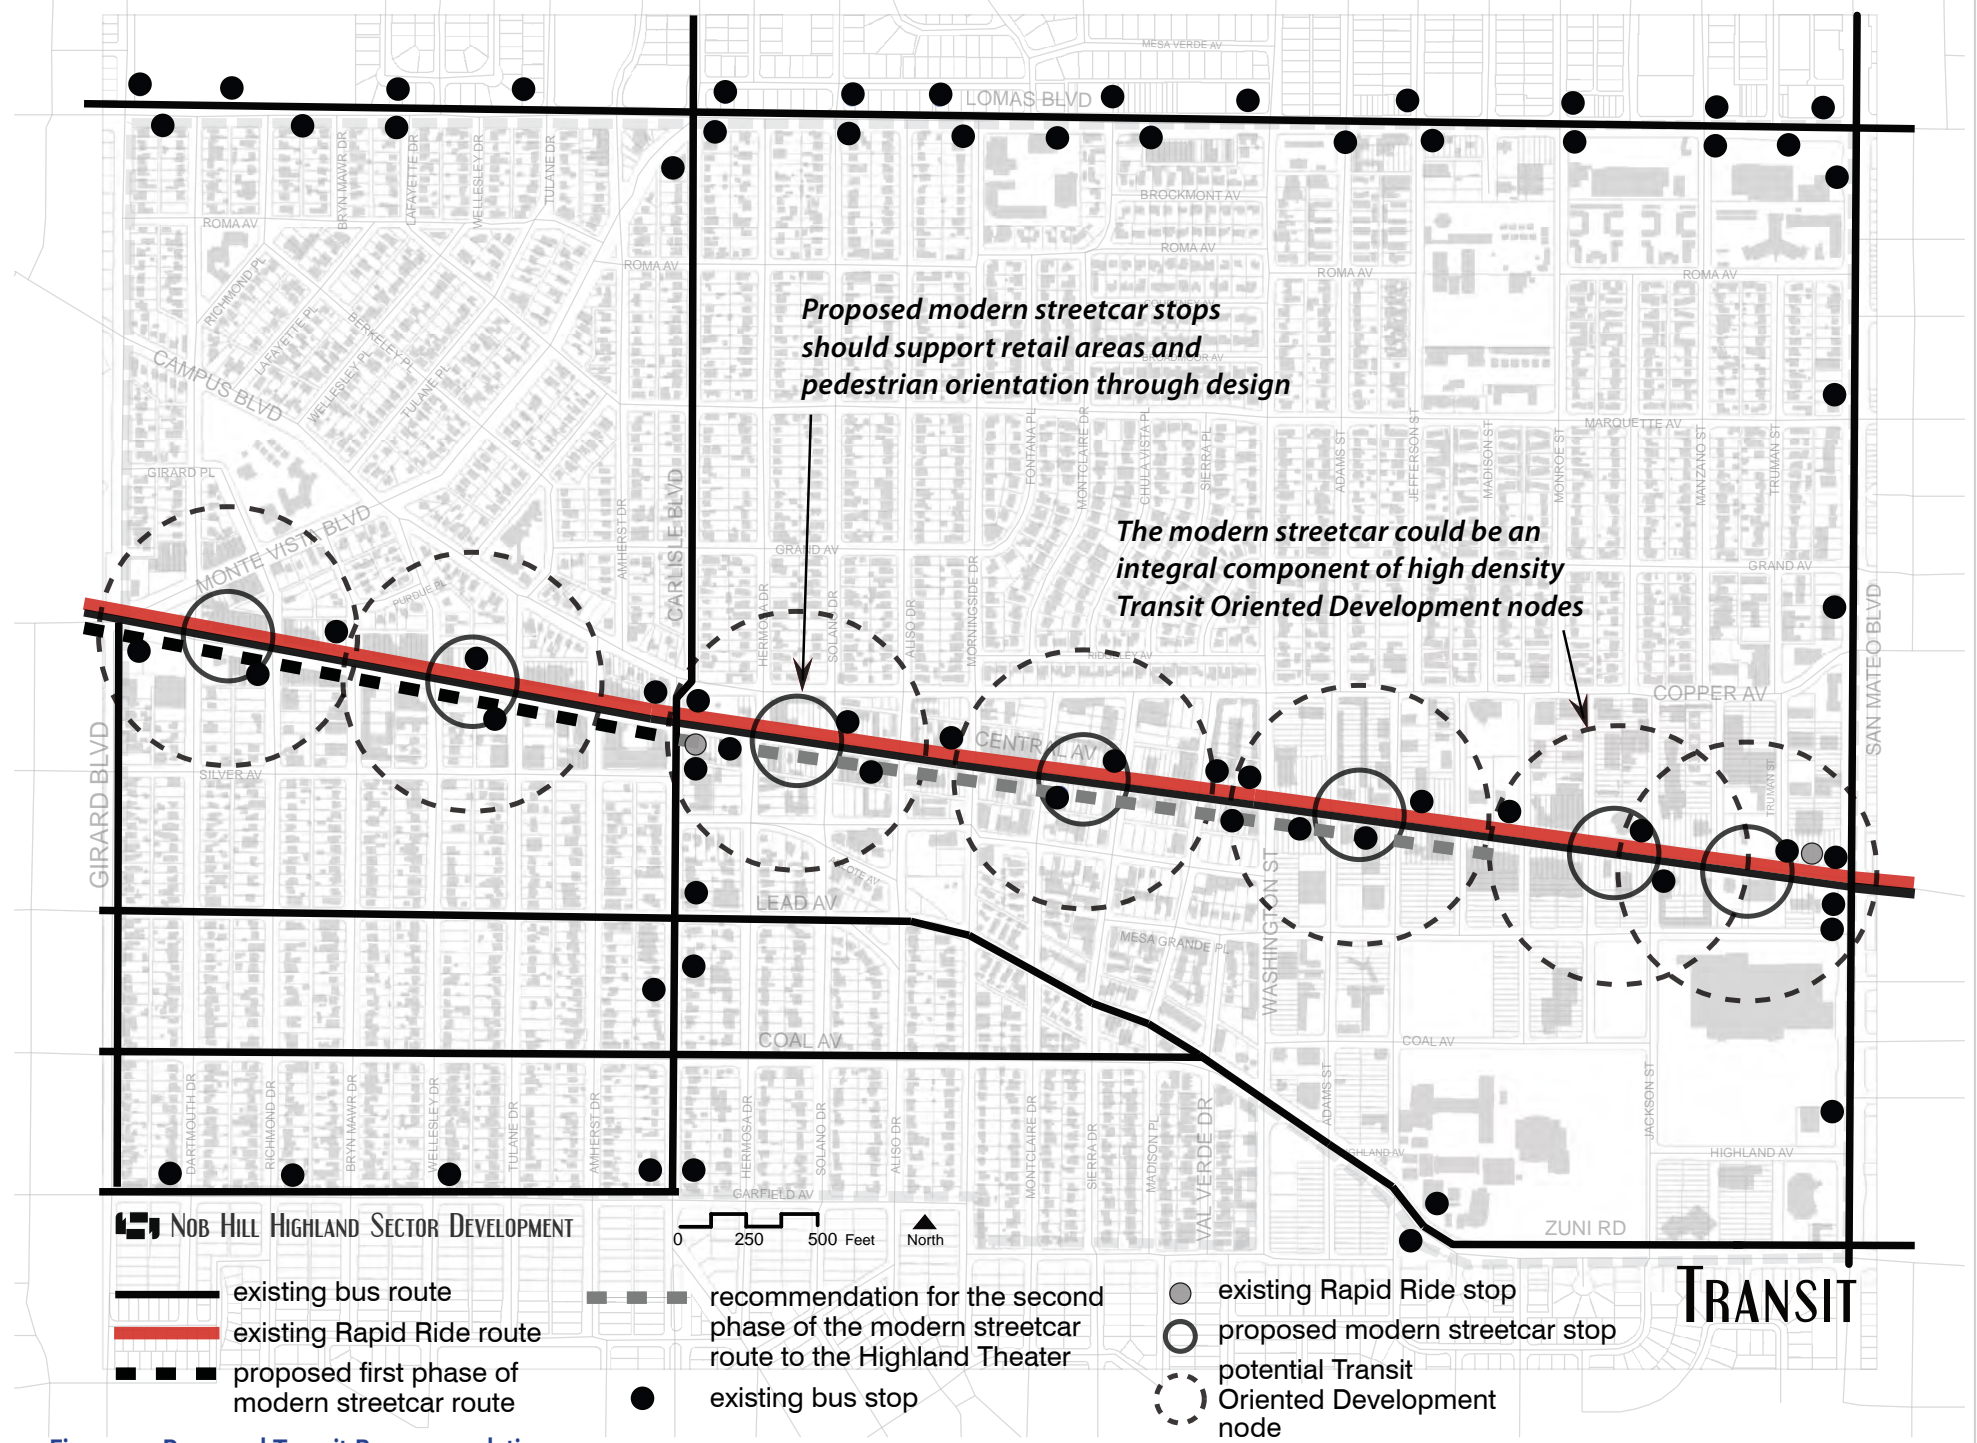 MESA VERDE AV
LOMAS BLVD
BRYN MAWR DR
LAFAYETTE DR
WELLESLEY DR
TULANE DR
BROCKMONT AV
ROMA AV
ROMA AV
ROMA AV
ROMA AV
ROMA AV
RICHMOND PL
LAFAYETTE PL
BERKELEY PL
WELLESLEY PL
TULANE PL
CAMPUS BLVD
Proposed modern streetcar stops
should support retail areas and
pedestrian orientation through design
BROADMOOR AV
MARQUETTE AV
GIRARD PL
MONTE VISTA BLVD
PURDUE PL
AMHERST DR
CARLISLE BLVD
FONTANA PL
MONTCLAIRE DR
CHULA VISTA PL
SIERRA PL
ADAMS ST
JEFFERSON ST
MADISON ST
MONROE ST
MANZANO ST
TRUMAN ST
GRAND AV
GRAND AV
The modern streetcar could be an
integral component of high density
Transit Oriented Development nodes
HERMOSA DR
SOLANO DR
ALISO DR
MORNINGSIDE DR
RIDGELEY AV
COPPER AV
SAN MATEO BLVD
CENTRAL AV
TRUMAN ST
GIRARD BLVD
SILVER AV
LEAD AV
WASHINGTON ST
MESA GRANDE PL
COAL AV
COAL AV
DARTMOUTH DR
RICHMOND DR
BRYN MAWR DR
WELLESLEY DR
TULANE DR
AMHERST DR
HERMOSA DR
SOLANO DR
ALISO DR
MONTCLAIRE DR
SIERRA DR
MADISON PL
VAL VERDE DR
ADAMS ST
JACKSON ST
HIGHLAND AV
GARFIELD AV
ZUNI RD
NOB HILL HIGHLAND SECTOR DEVELOPMENT
0 250 500 Feet North
TRANSIT
existing bus route
existing Rapid Ride route
proposed first phase of
modern streetcar route
recommendation for the second
phase of the modern streetcar
route to the Highland Theater
existing bus stop
existing Rapid Ride stop
proposed modern streetcar stop
potential Transit
Oriented Development
node